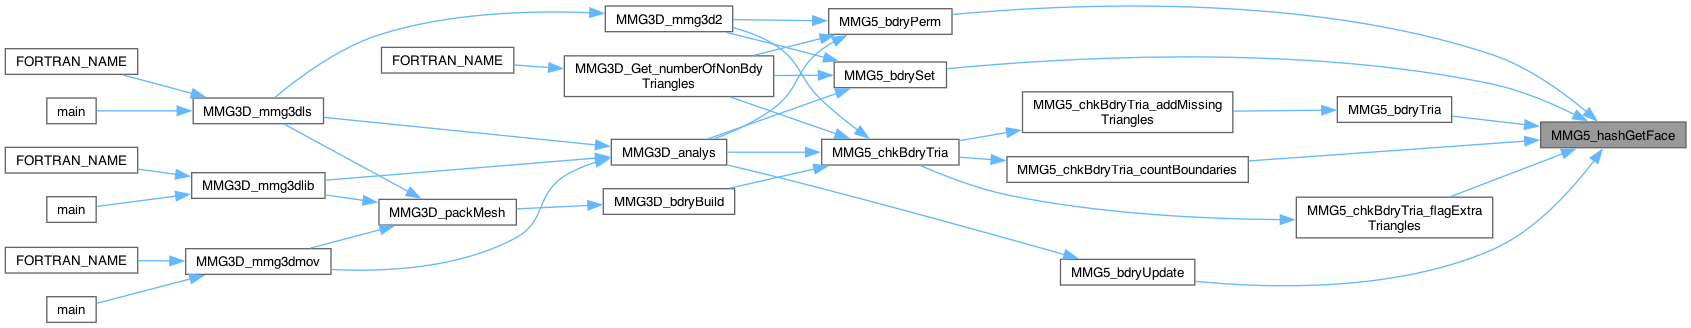 MMG3D_mmg3d2
MMG5_bdryPerm
FORTRAN_NAME
FORTRAN_NAME
MMG3D_Get_numberOfNonBdy
Triangles
MMG5_bdrySet
main
MMG3D_mmg3dls
MMG5_chkBdryTria_addMissing
Triangles
MMG5_bdryTria
MMG5_hashGetFace
MMG3D_analys
MMG5_chkBdryTria
FORTRAN_NAME
MMG3D_mmg3dlib
MMG5_chkBdryTria_countBoundaries
main
MMG3D_packMesh
MMG3D_bdryBuild
MMG5_chkBdryTria_flagExtra
Triangles
FORTRAN_NAME
MMG3D_mmg3dmov
MMG5_bdryUpdate
main